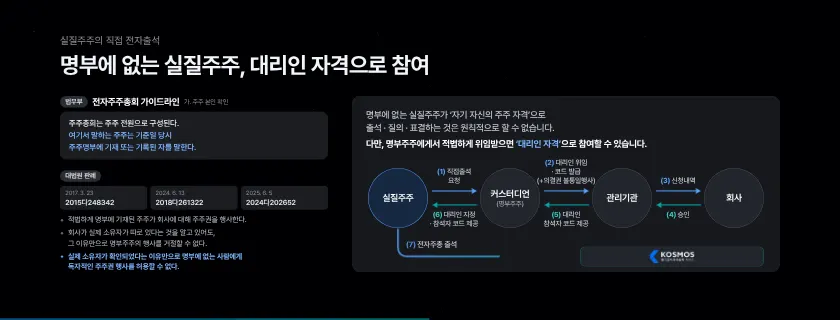 실질주주의 직접 전자출석
명부에 없는 실질주주, 대리인 자격으로 참여
법무부 전자주주총회 가이드라인 가. 주주 본인 확인
주주총회는 주주 전원으로 구성된다.
여기서 말하는 주주는 기준일 당시
주주명부에 기재 또는 기록된 자를 말한다.
대법원 판례
2017. 3. 23
2015다248342
2024. 6. 13
2018다261322
2025. 6. 5
2024다202652
• 적법하게 명부에 기재된 주주가 회사에 대해 주주권을 행사한다.
• 회사가 실제 소유자가 따로 있다는 것을 알고 있어도,
그 이유만으로 명부주주의 행사를 거절할 수 없다.
• 실제 소유자가 확인되었다는 이유만으로 명부에 없는 사람에게
독자적인 주주권 행사를 허용할 수 없다.
명부에 없는 실질주주가 '자기 자신의 주주 자격'으로
출석 · 질의 · 표결하는 것은 원칙적으로 할 수 없습니다.
다만, 명부주주에게서 적법하게 위임받으면 '대리인 자격'으로 참여할 수 있습니다.
실질주주
(1) 직접출석
요청
(6) 대리인 지정
· 참석자 코드 제공
커스터디언
(명부주주)
(2) 대리인 위임
· 코드 발급
(+의결권 불통일행사)
(5) 대리인
참석자 코드 제공
관리기관
(3) 신청내역
(4) 승인
회사
(7) 전자주총 출석
KOSMOS